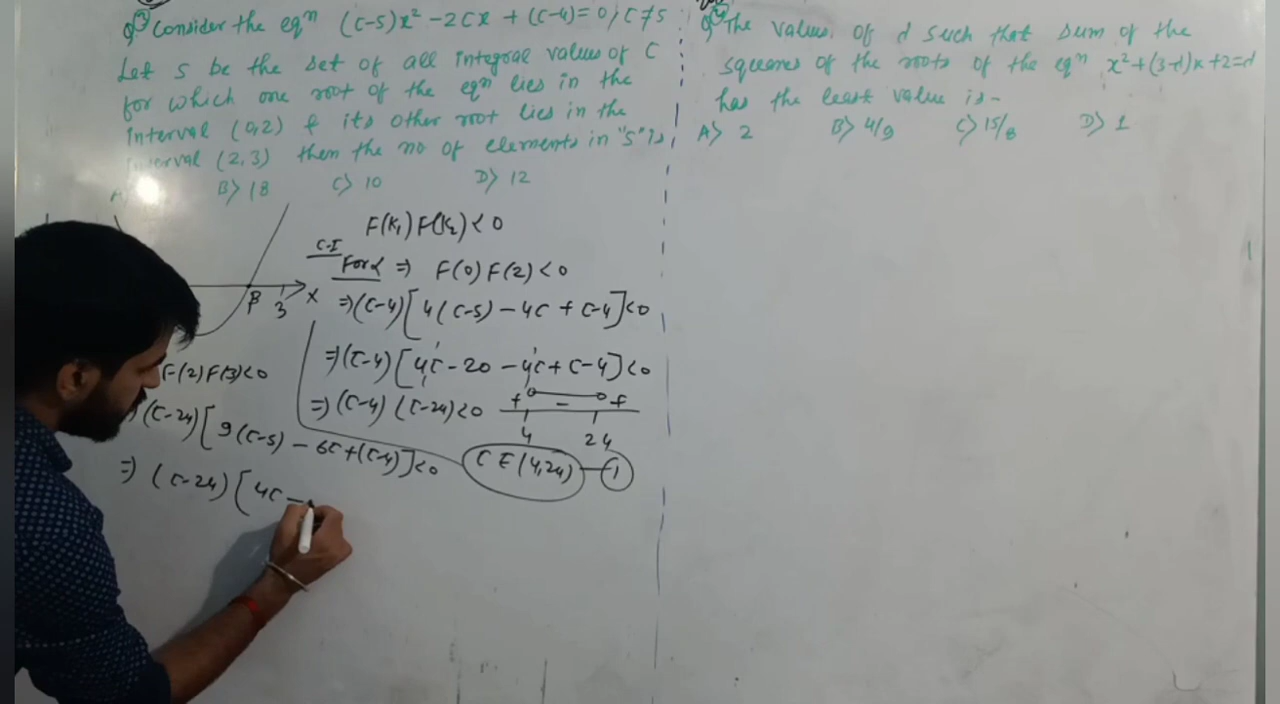 Q Consider the eqⁿ (C-5)x² -2Cx + (C-4)=0, C≠5
Let S be the set of all integral values of C
for which one root of the eqⁿ lies in the
interval (0,2) & its other root lies in the
interval (2,3) then the no of elements in "S" is
B> 18 C> 10 D> 12
F(K₁) F(K₂) < 0
C-I
For α ⇒ F(0) F(2) < 0
⇒ (C-4)[4(C-5) - 4C + C-4] < 0
⇒ (C-4)[4C - 20 - 4C + C - 4] < 0
⇒ (C-4)(C-24) < 0
+ - +
4 24
C ∈ (4,24) — 1
β 3 X
F(2) F(3) < 0
(C-24)[9(C-5) - 6C + (C-4)] < 0
⇒ (C-24)[4C -
Q The values of d such that sum of the
squares of the roots of the eqⁿ x² + (3-d)x + 2 = d
has the least value is -
A> 2 B> 4/9 C> 15/8 D> 1